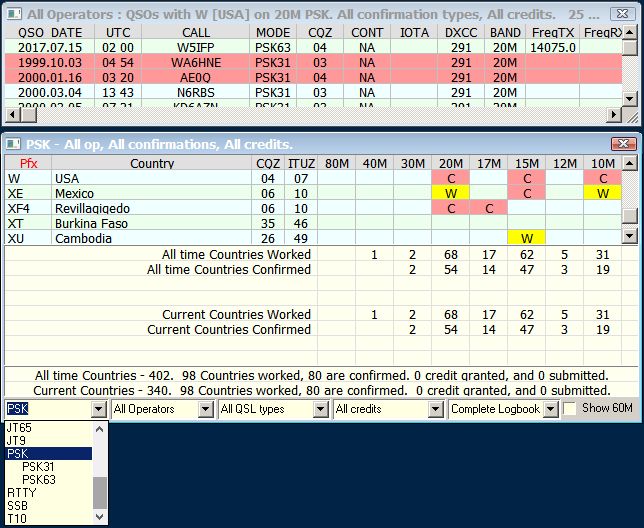 All Operators : QSOs with W [USA] on 20M PSK. All confirmation types, All credits. 25 ...
QSO DATE UTC CALL MODE CQZ CONT IOTA DXCC BAND FreqTX FreqRX
2017.07.15 02 00 W5IFP PSK63 04 NA 291 20M 14075.0
1999.10.03 04 54 WA6HNE PSK31 03 NA 291 20M
2000.01.16 03 20 AE0Q PSK31 04 NA 291 20M
2000.03.04 13 43 N6RBS PSK31 03 NA 291 20M
2000.03.05 07 21 KD6AZN PSK31 03 NA 291 20M
PSK - All op, All confirmations, All credits.
Pfx Country CQZ ITUZ 80M 40M 30M 20M 17M 15M 12M 10M
W USA 04 07 C C C
XE Mexico 06 10 W C W
XF4 Revillagigedo 06 10 C C
XT Burkina Faso 35 46
XU Cambodia 26 49 W
All time Countries Worked 1 2 68 17 62 5 31
All time Countries Confirmed 2 54 14 47 3 19
Current Countries Worked 1 2 68 17 62 5 31
Current Countries Confirmed 2 54 14 47 3 19
All time Countries - 402. 98 Countries worked, 80 are confirmed. 0 credit granted, and 0 submitted.
Current Countries - 340. 98 Countries worked, 80 are confirmed. 0 credit granted, and 0 submitted.
PSK All Operators All QSL types All credits Complete Logbook Show 60M
JT65
JT9
PSK
PSK31
PSK63
RTTY
SSB
T10